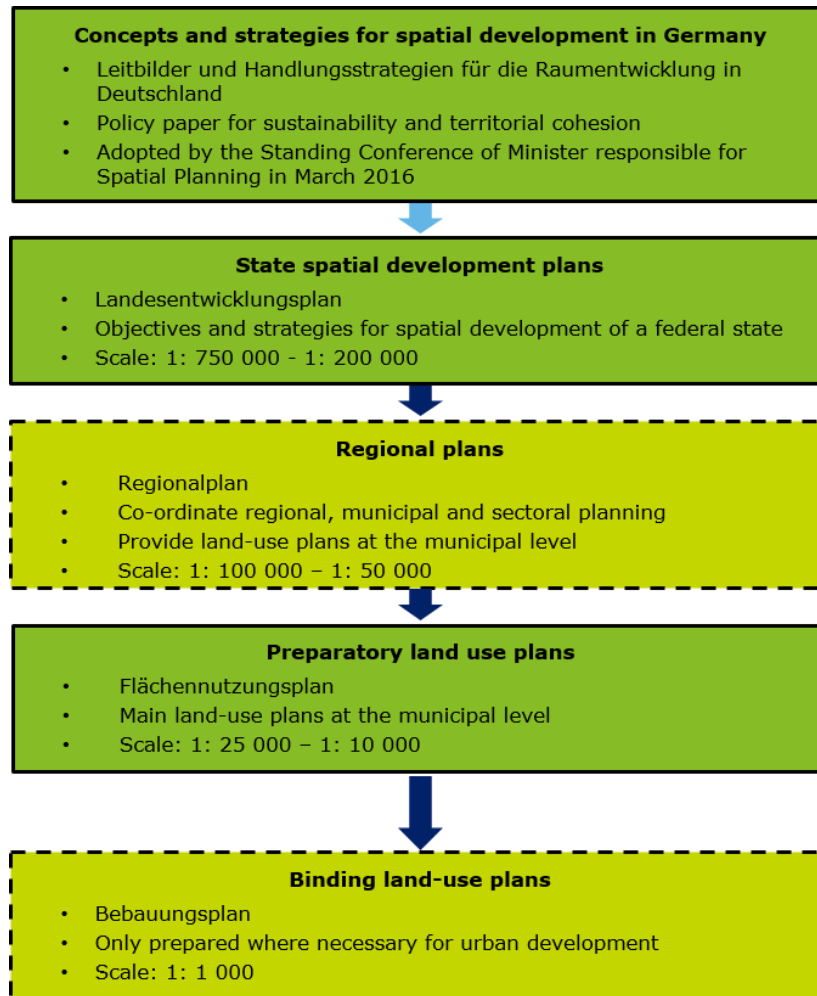 Concepts and strategies for spatial development in Germany
• Leitbilder und Handlungsstrategien für die Raumentwicklung in
Deutschland
• Policy paper for sustainability and territorial cohesion
• Adopted by the Standing Conference of Minister responsible for
Spatial Planning in March 2016
State spatial development plans
• Landesentwicklungsplan
• Objectives and strategies for spatial development of a federal state
• Scale: 1: 750 000 - 1: 200 000
Regional plans
• Regionalplan
• Co-ordinate regional, municipal and sectoral planning
• Provide land-use plans at the municipal level
• Scale: 1: 100 000 – 1: 50 000
Preparatory land use plans
• Flächennutzungsplan
• Main land-use plans at the municipal level
• Scale: 1: 25 000 – 1: 10 000
Binding land-use plans
• Bebauungsplan
• Only prepared where necessary for urban development
• Scale: 1: 1 000